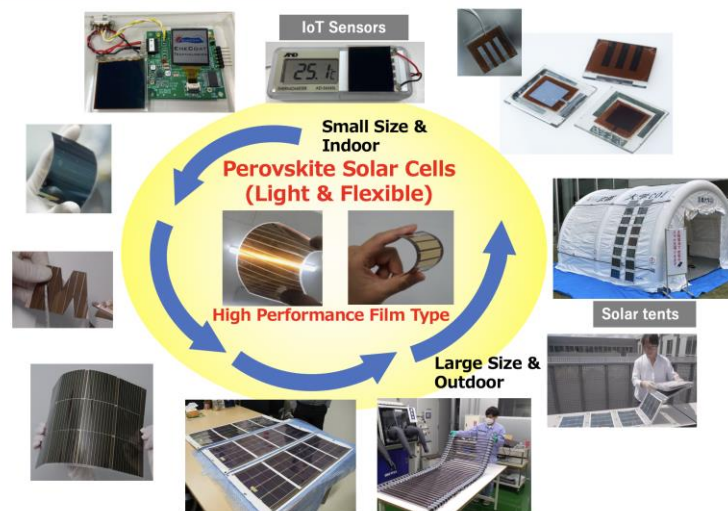 IoT Sensors
ENECOAT
25.1
Small Size &
Indoor
Perovskite Solar Cells
(Light & Flexible)
High Performance Film Type
Large Size &
Outdoor
Solar tents